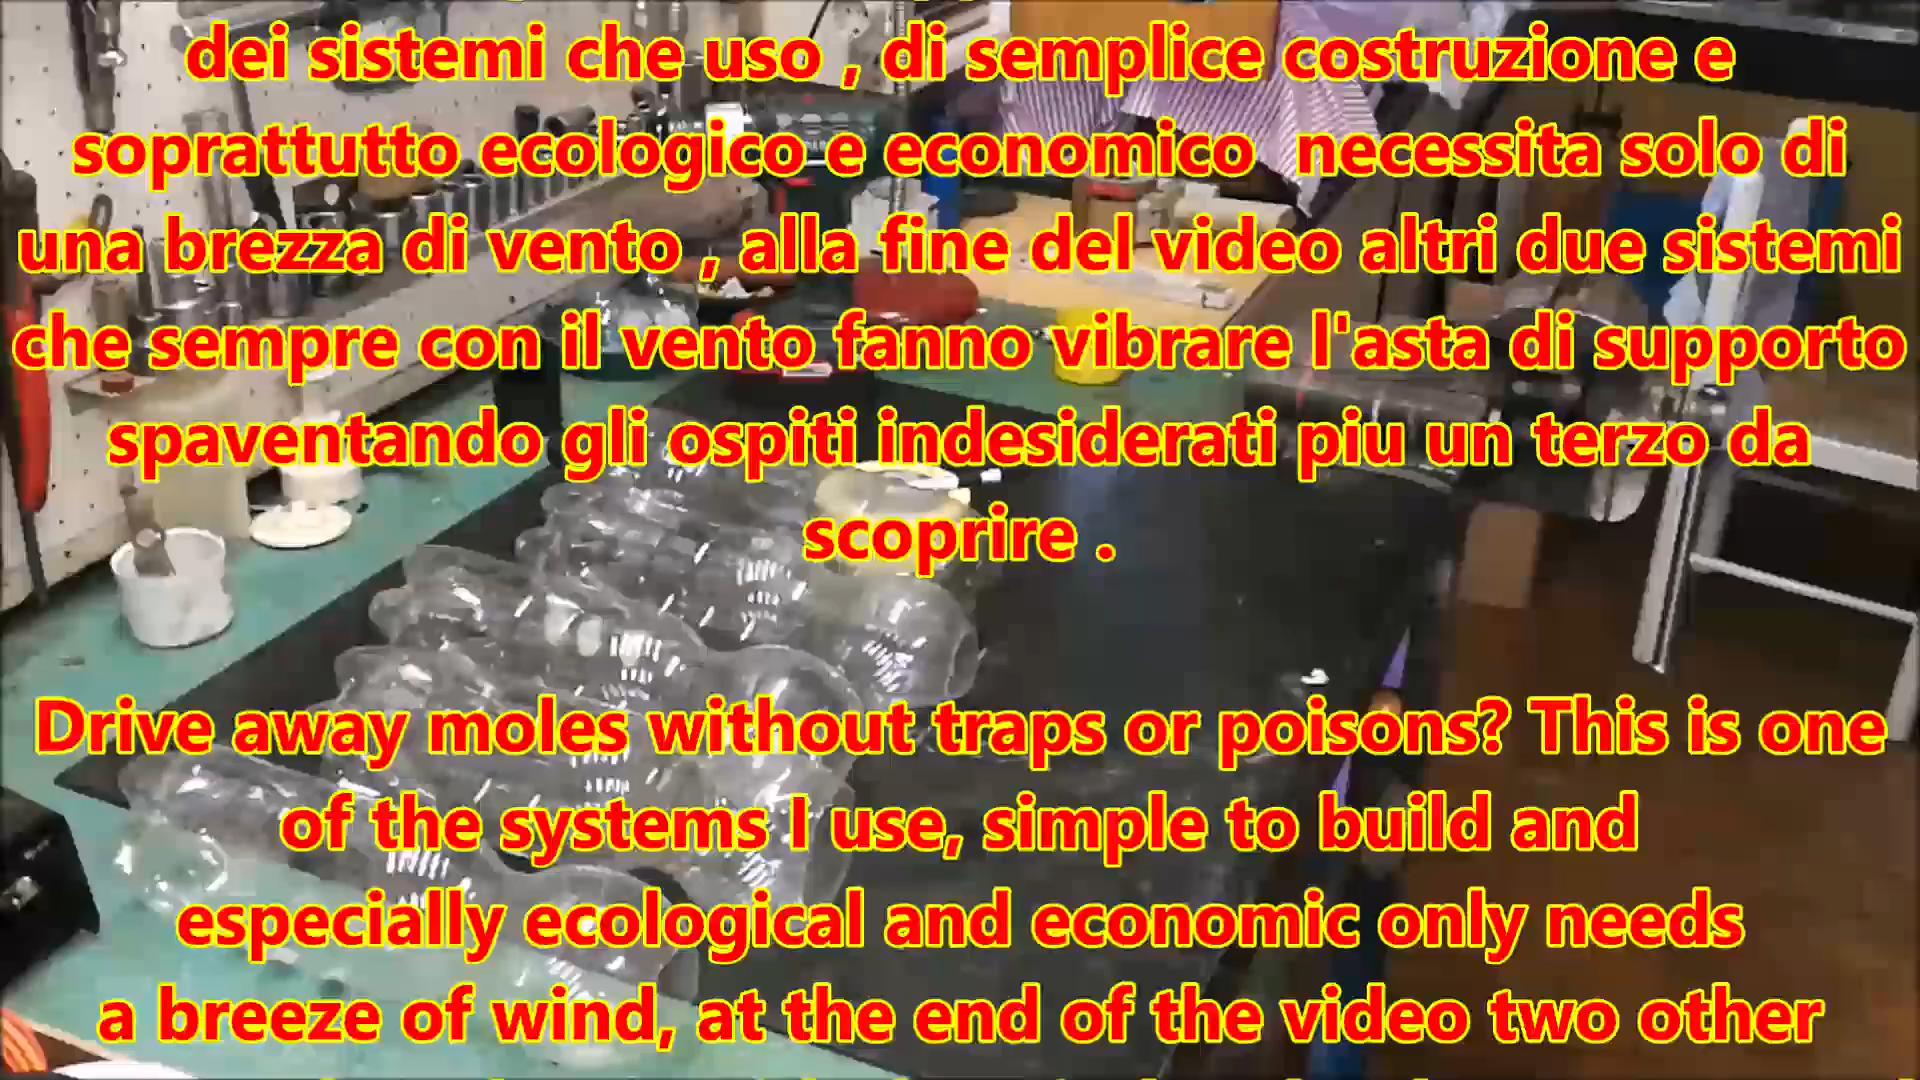 dei sistemi che uso , di semplice costruzione e
soprattutto ecologico e economico necessita solo di
una brezza di vento , alla fine del video altri due sistemi
che sempre con il vento fanno vibrare l'asta di supporto
spaventando gli ospiti indesiderati piu un terzo da
scoprire .
Drive away moles without traps or poisons? This is one
of the systems I use, simple to build and
especially ecological and economic only needs
a breeze of wind, at the end of the video two other